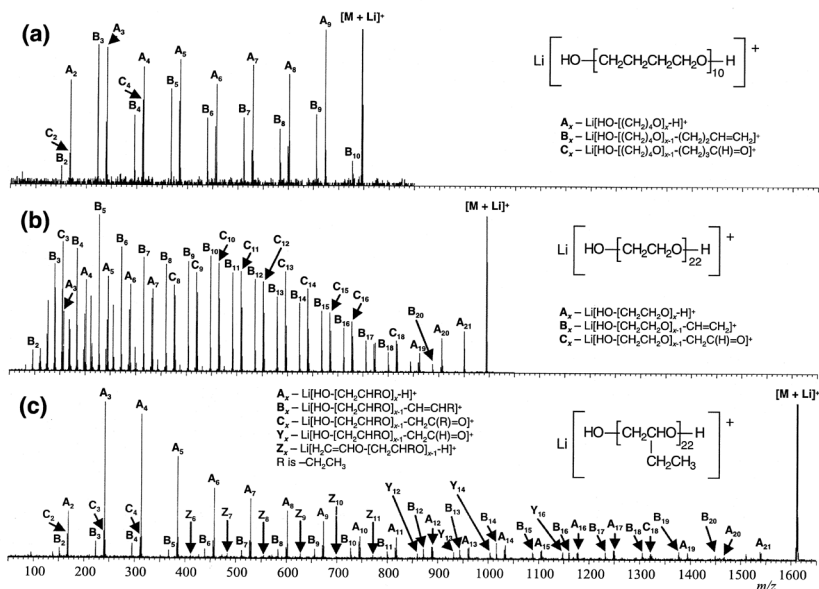 (a)
A3
B3
A9
[M + Li]+
A2
A4
A5
A7
A8
C4
A6
B5
C2
B4
B6
B7
B8
B9
B2
B10
Li [ HO-(CH2CH2CH2CH2O)10-H ]+
Ax – Li[HO-[(CH2)4O]x-H]+
Bx – Li[HO-[(CH2)4O]x-1-(CH2)2CH=CH2]+
Cx – Li[HO-[(CH2)4O]x-1-(CH2)3C(H)=O]+
(b)
B5
[M + Li]+
C3
B4
B6
B7
C10
C11
C12
B3
A3
A4
A5
A6
A7
B8
C8
B9
C9
B10
B11
B12
C13
B13
C14
B14
C15
B15
C16
B16
B2
B17
C18
B18
A19
B20
A20
A21
Li [ HO-(CH2CH2O)22-H ]+
Ax – Li[HO-[CH2CH2O]x-H]+
Bx – Li[HO-[CH2CH2O]x-1-CH=CH2]+
Cx – Li[HO-[CH2CH2O]x-1-CH2C(H)=O]+
(c)
A3
A4
Ax – Li[HO-[CH2CHRO]x-H]+
Bx – Li[HO-[CH2CHRO]x-1-CH=CHR]+
Cx – Li[HO-[CH2CHRO]x-1-CH2C(R)=O]+
Yx – Li[HO-[CH2CHRO]x-1-CH2C(H)=O]+
Zx – Li[H2C=CHO-[CH2CHRO]x-1-H]+
R is –CH2CH3
[M + Li]+
Li [ HO-(CH2CHO)22-H ]+
CH2CH3
A5
A6
A7
A2
C2
C3
C4
B2
B3
B4
B5
Z6
B6
Z7
B7
Z8
A8
B8
A9
B9
Z10
B10
A10
Z11
B11
A11
Y12
B12
A12
Y13
B13
A13
Y14
B14
A14
B15
A15
Y16
B16
A16
B17
A17
B18
C18
B19
A19
B20
A20
A21
100 200 300 400 500 600 700 800 900 1000 1100 1200 1300 1400 1500 1600
m/z